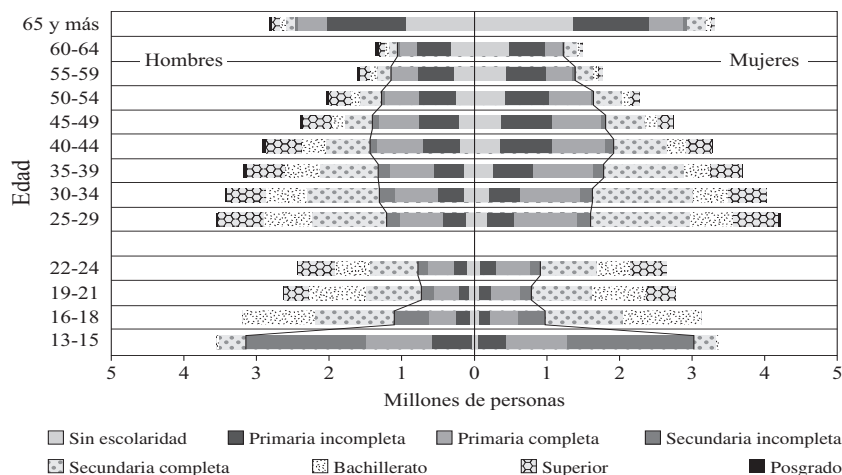 65 y más
60-64
Hombres
Mujeres
55-59
50-54
45-49
40-44
35-39
30-34
25-29
22-24
19-21
16-18
13-15
Edad
5 4 3 2 1 0 1 2 3 4 5
Millones de personas
Sin escolaridad Primaria incompleta Primaria completa Secundaria incompleta
Secundaria completa Bachillerato Superior Posgrado